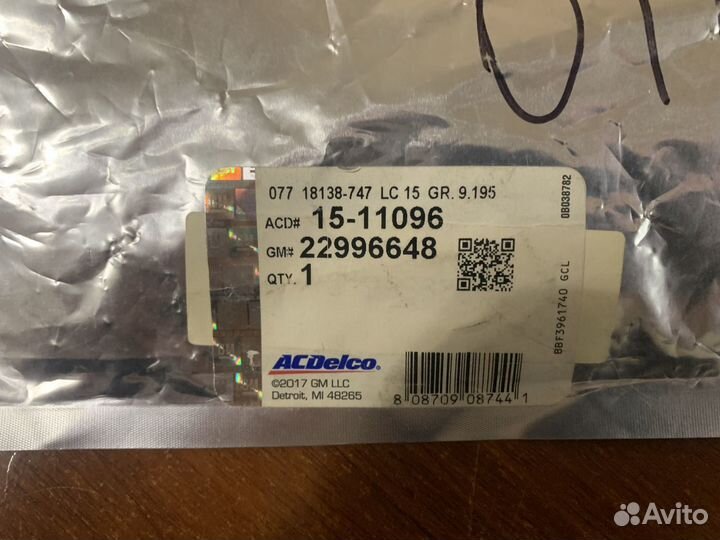 077 18138-747 LC 15 GR. 9.195
ACD# 15-11096
GM# 22996648
QTY. 1
ACDelco®
©2017 GM LLC
Detroit, MI 48265
8 08709 08744 1
0B038782
BBF3961740 GCL
Avito